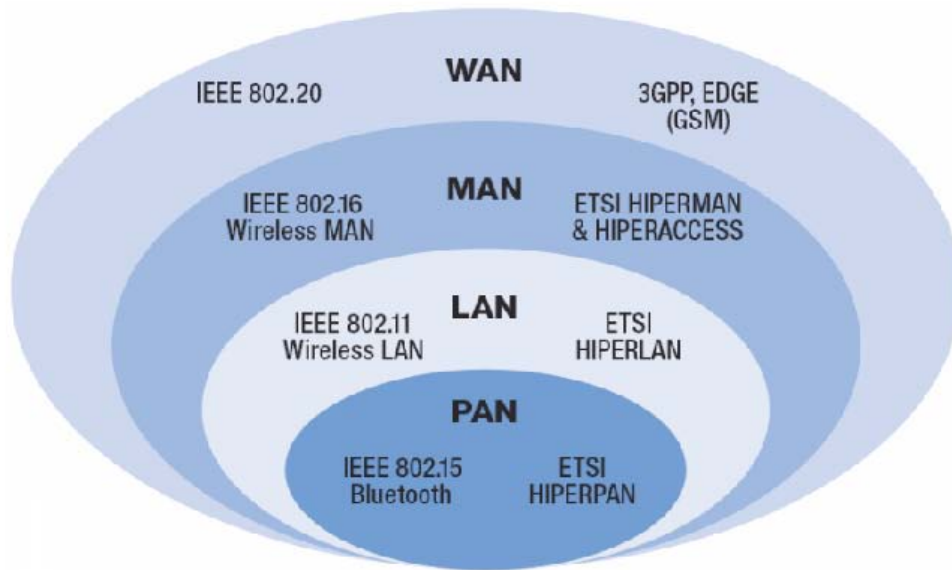 WAN
IEEE 802.20
3GPP, EDGE
(GSM)
MAN
IEEE 802.16
Wireless MAN
ETSI HIPERMAN
& HIPERACCESS
LAN
IEEE 802.11
Wireless LAN
ETSI
HIPERLAN
PAN
IEEE 802.15
Bluetooth
ETSI
HIPERPAN